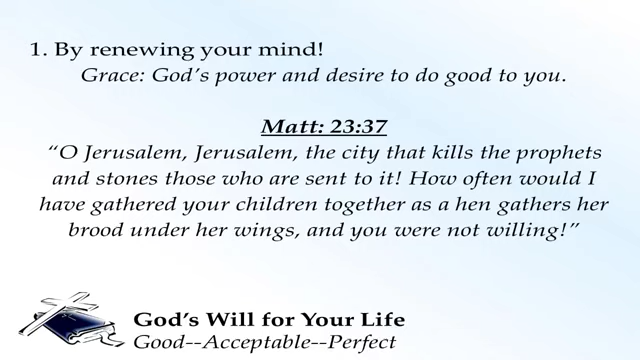 1. By renewing your mind!
Grace: God's power and desire to do good to you.
Matt: 23:37
“O Jerusalem, Jerusalem, the city that kills the prophets
and stones those who are sent to it! How often would I
have gathered your children together as a hen gathers her
brood under her wings, and you were not willing!”
God's Will for Your Life
Good--Acceptable--Perfect